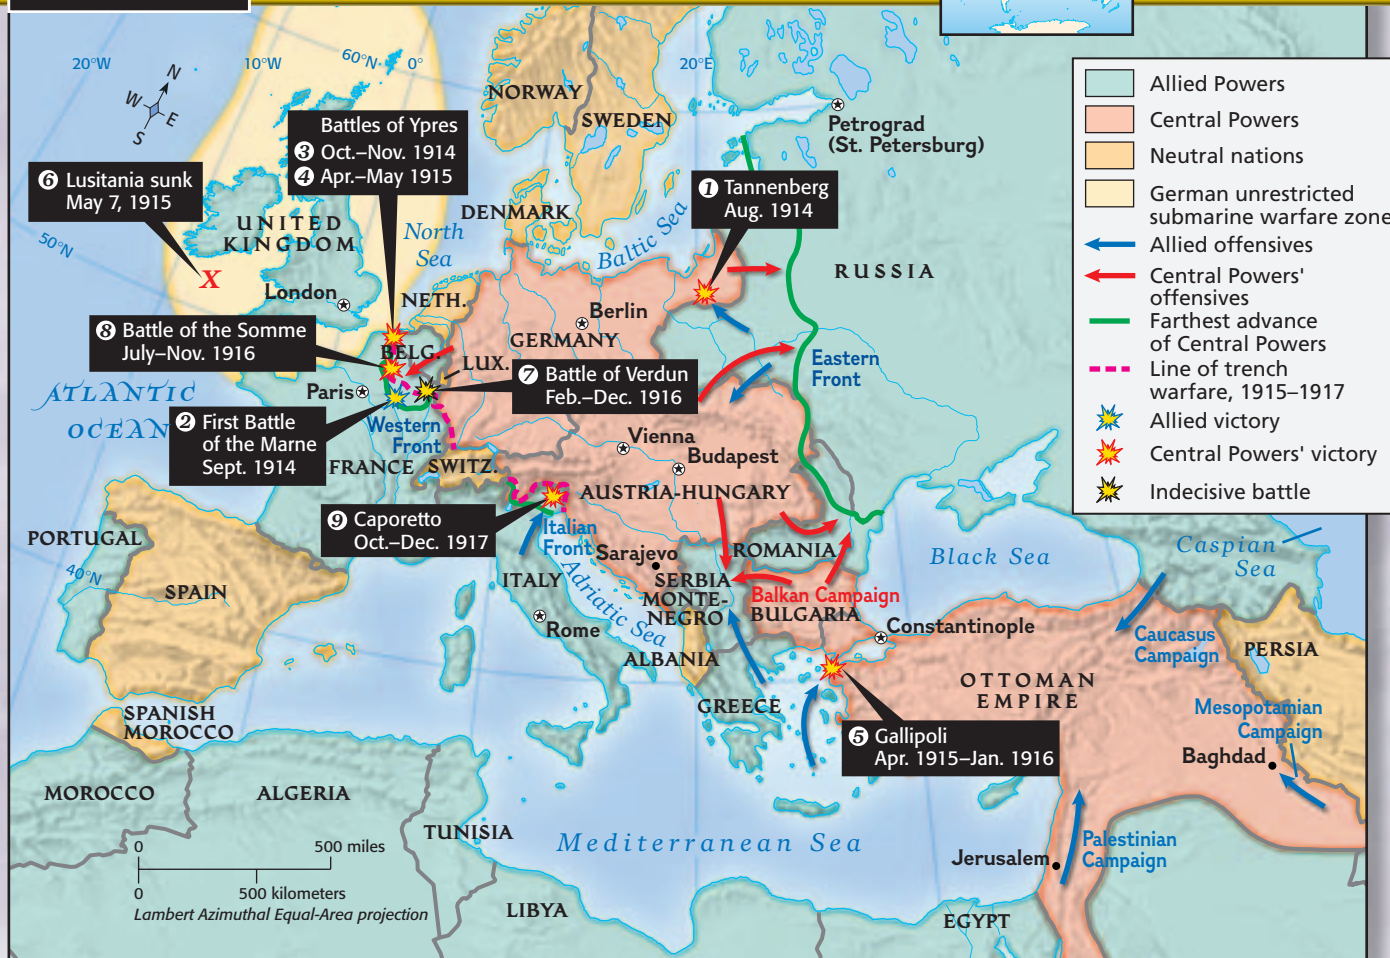 20°W
10°W
60°N
0°
20°E
N
W
E
S
50°N
40°N
NORWAY
SWEDEN
Petrograd
(St. Petersburg)
Battles of Ypres
3 Oct.–Nov. 1914
4 Apr.–May 1915
6 Lusitania sunk
May 7, 1915
X
1 Tannenberg
Aug. 1914
UNITED
KINGDOM
DENMARK
North
Sea
Baltic Sea
RUSSIA
London
NETH.
Berlin
GERMANY
8 Battle of the Somme
July–Nov. 1916
BELG.
LUX.
Eastern
Front
7 Battle of Verdun
Feb.–Dec. 1916
Paris
ATLANTIC
OCEAN
2 First Battle
of the Marne
Sept. 1914
Western
Front
Vienna
Budapest
FRANCE
SWITZ.
AUSTRIA-HUNGARY
9 Caporetto
Oct.–Dec. 1917
Italian
Front
PORTUGAL
SPAIN
ITALY
Adriatic Sea
Sarajevo
SERBIA
MONTE-
NEGRO
ROMANIA
Balkan Campaign
BULGARIA
Black Sea
Caspian
Sea
Rome
ALBANIA
Constantinople
Caucasus
Campaign
PERSIA
GREECE
OTTOMAN
EMPIRE
Mesopotamian
Campaign
Baghdad
5 Gallipoli
Apr. 1915–Jan. 1916
SPANISH
MOROCCO
MOROCCO
ALGERIA
TUNISIA
Mediterranean Sea
Jerusalem
Palestinian
Campaign
LIBYA
EGYPT
0
500 miles
0
500 kilometers
Lambert Azimuthal Equal-Area projection
Allied Powers
Central Powers
Neutral nations
German unrestricted
submarine warfare zone
Allied offensives
Central Powers'
offensives
Farthest advance
of Central Powers
Line of trench
warfare, 1915–1917
Allied victory
Central Powers' victory
Indecisive battle